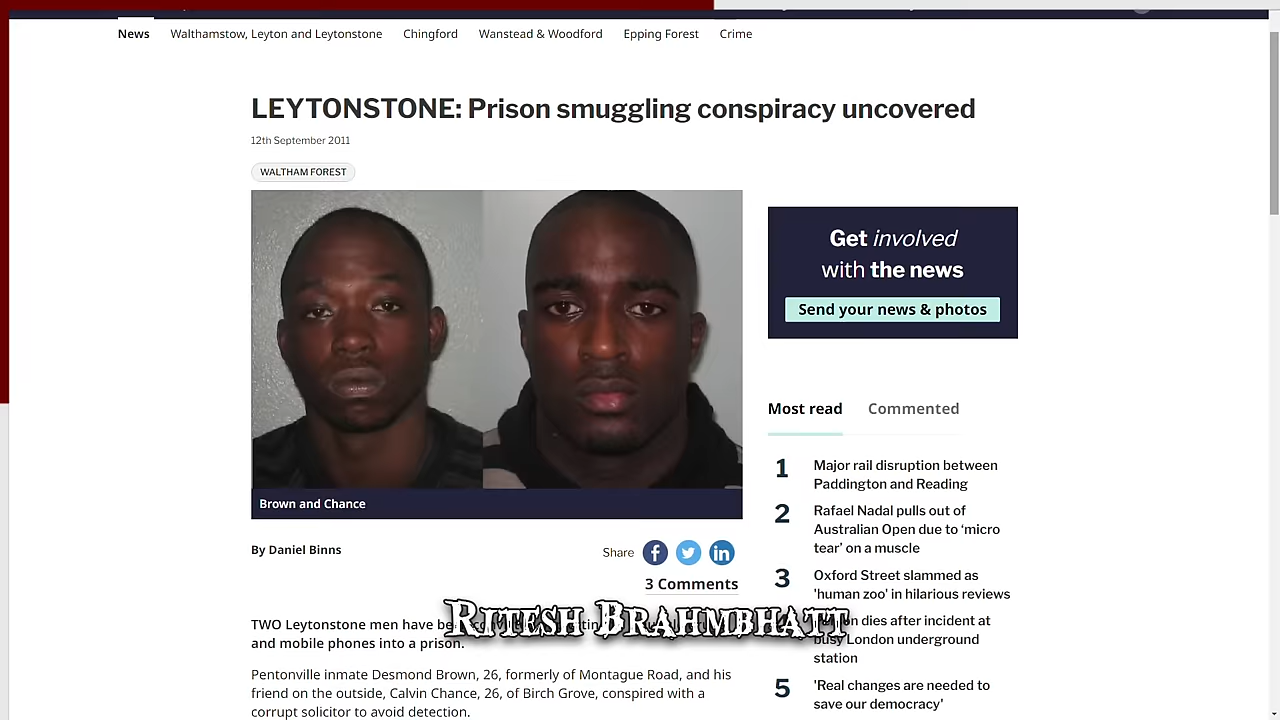 News Walthamstow, Leyton and Leytonstone Chingford Wanstead & Woodford Epping Forest Crime
LEYTONSTONE: Prison smuggling conspiracy uncovered
12th September 2011
WALTHAM FOREST
Brown and Chance
By Daniel Binns
Share
3 Comments
TWO Leytonstone men have
and mobile phones into a prison.
Pentonville inmate Desmond Brown, 26, formerly of Montague Road, and his
friend on the outside, Calvin Chance, 26, of Birch Grove, conspired with a
corrupt solicitor to avoid detection.
Ritesh Brahmbhatt
Get involved
with the news
Send your news & photos
Most read Commented
1 Major rail disruption between
Paddington and Reading
2 Rafael Nadal pulls out of
Australian Open due to ‘micro
tear’ on a muscle
3 Oxford Street slammed as
'human zoo' in hilarious reviews
dies after incident at
busy London underground
station
5 'Real changes are needed to
save our democracy'